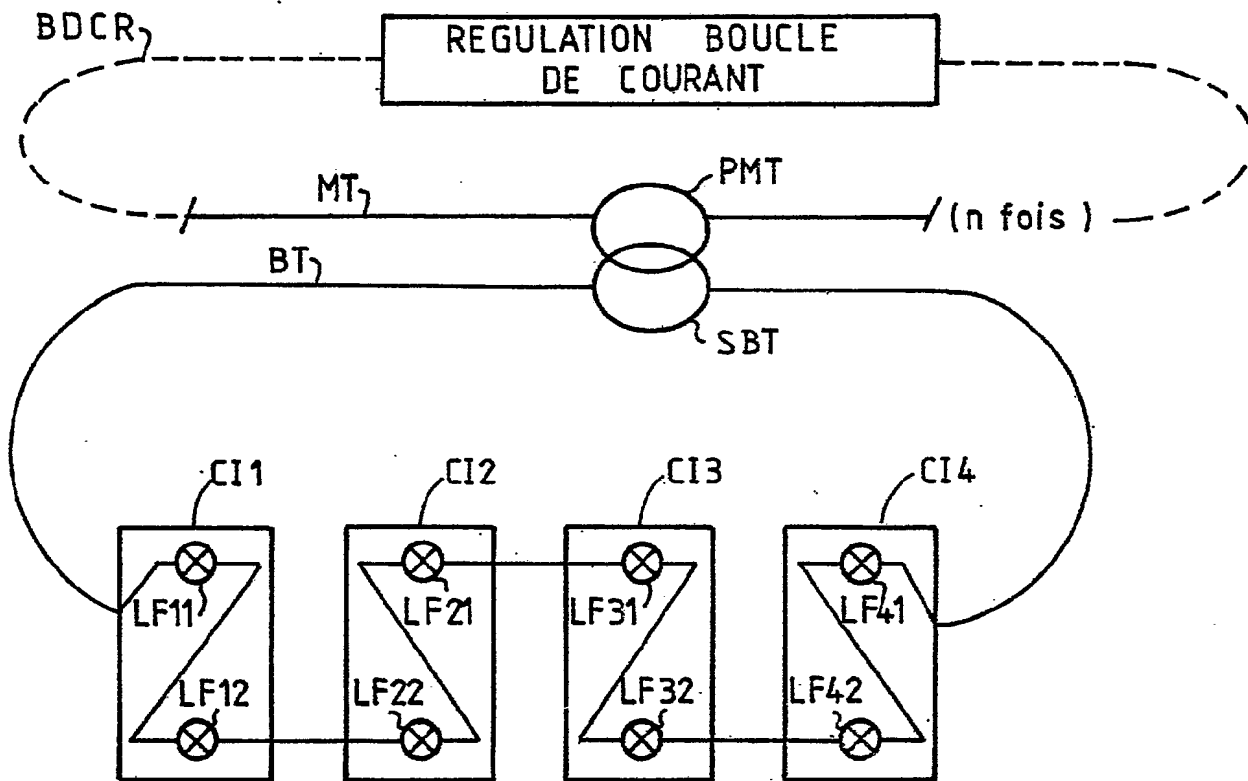 BDCR
REGULATION BOUCLE
DE COURANT
MT
PMT
(n fois)
BT
SBT
CI1
CI2
CI3
CI4
LF11
LF21
LF31
LF41
LF12
LF22
LF32
LF42